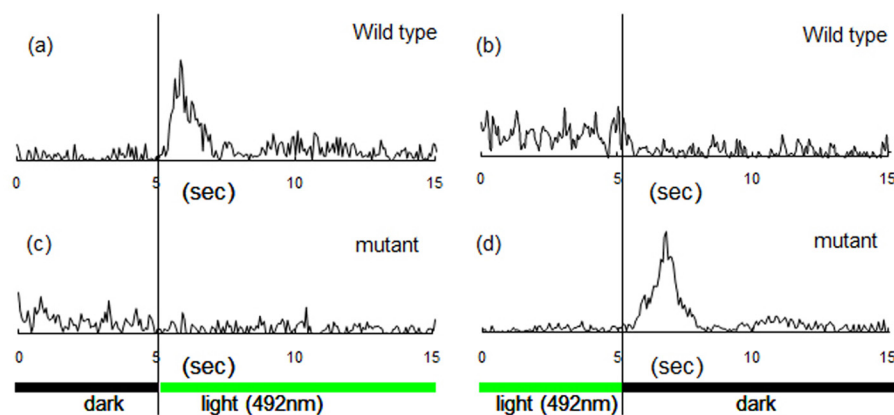 (a) Wild type
0 5 10 15
(sec)
(b) Wild type
0 5 10 15
(sec)
(c) mutant
0 5 10 15
(sec)
dark light (492nm)
(d) mutant
0 5 10 15
(sec)
light (492nm) dark